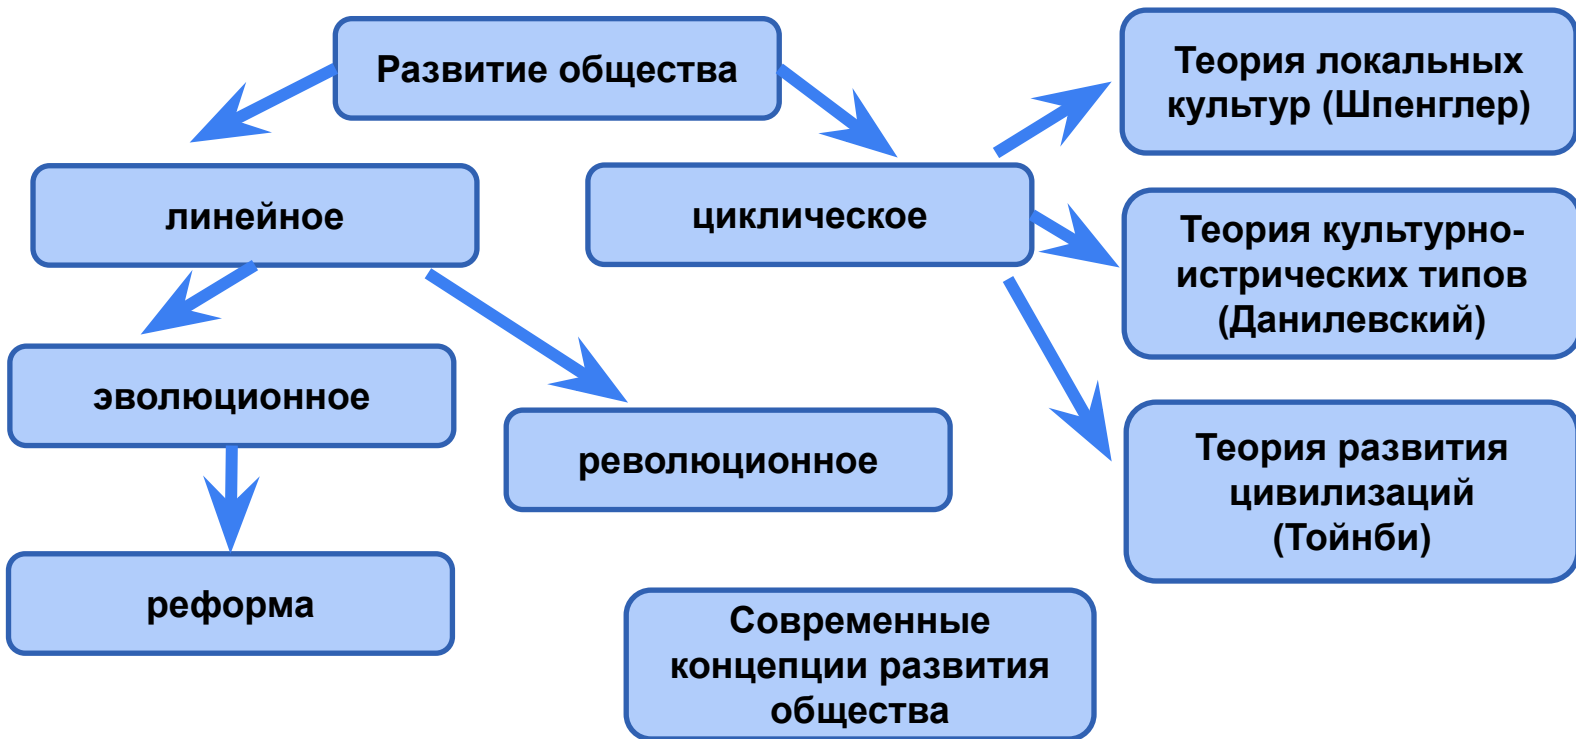 Развитие общества
Теория локальных
культур (Шпенглер)
линейное
циклическое
Теория культурно-
истрических типов
(Данилевский)
эволюционное
революционное
Теория развития
цивилизаций
(Тойнби)
реформа
Современные
концепции развития
общества